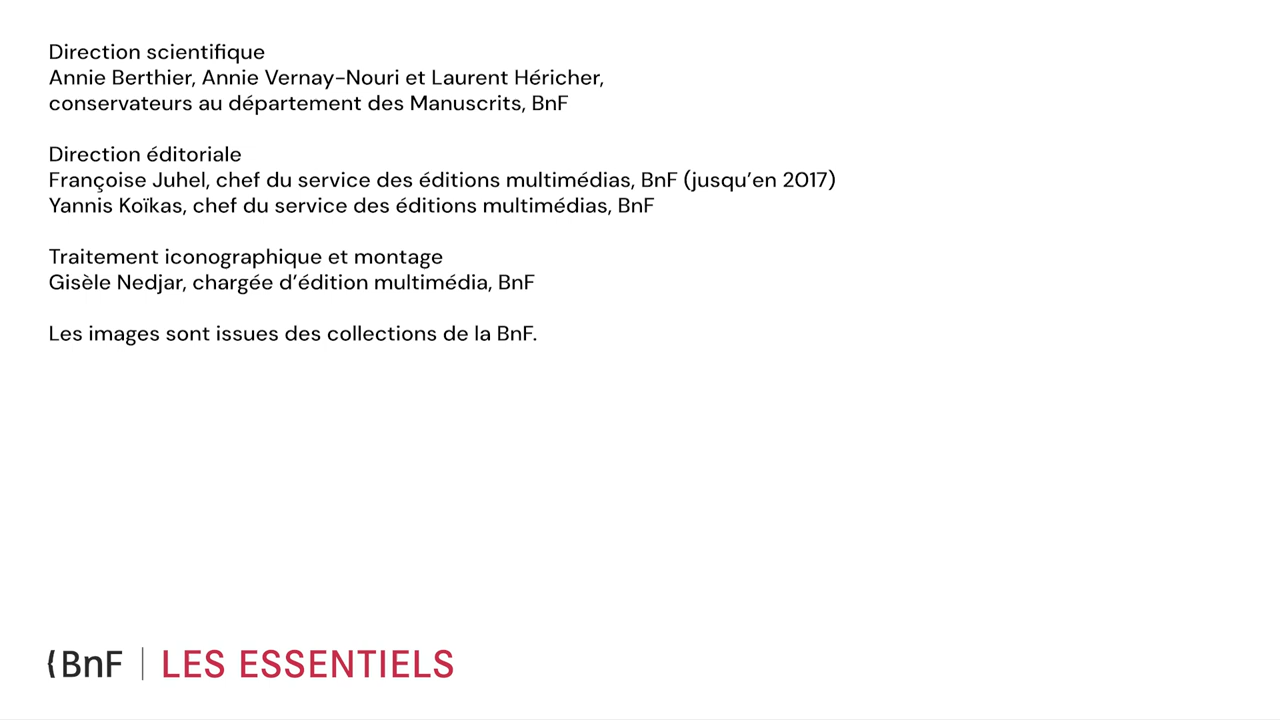 Direction scientifique
Annie Berthier, Annie Vernay-Nouri et Laurent Héricher,
conservateurs au département des Manuscrits, BnF
Direction éditoriale
Françoise Juhel, chef du service des éditions multimédias, BnF (jusqu’en 2017)
Yannis Koïkas, chef du service des éditions multimédias, BnF
Traitement iconographique et montage
Gisèle Nedjar, chargée d’édition multimédia, BnF
Les images sont issues des collections de la BnF.
BnF | LES ESSENTIELS